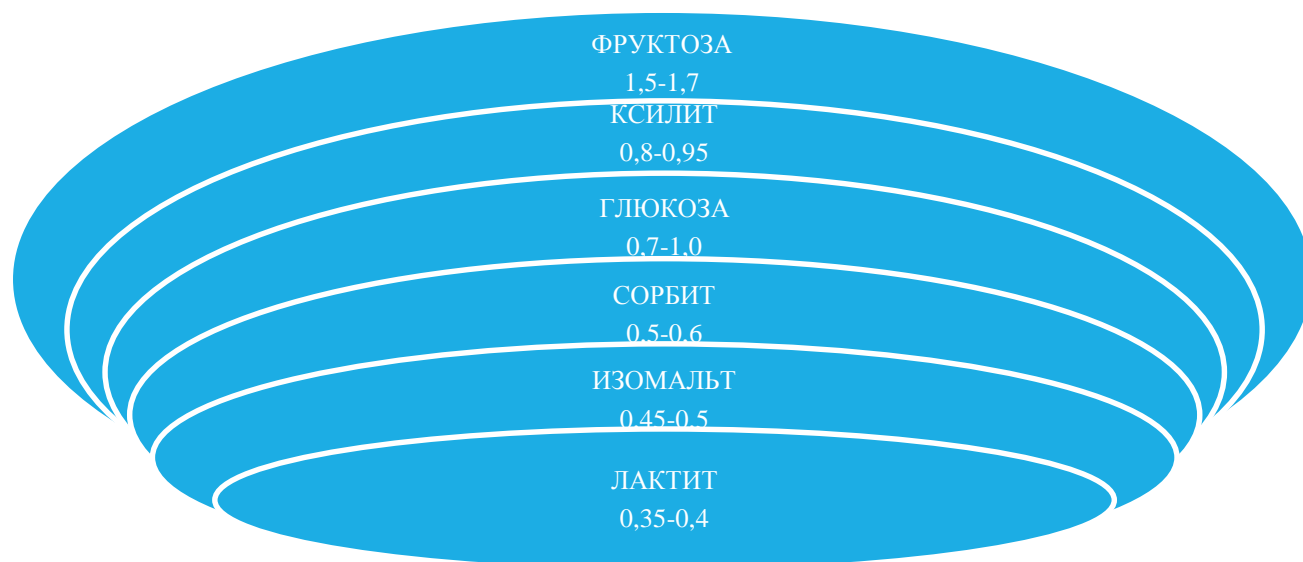 ФРУКТОЗА
1,5-1,7
КСИЛИТ
0,8-0,95
ГЛЮКОЗА
0,7-1,0
СОРБИТ
0,5-0,6
ИЗОМАЛЬТ
0,45-0,5
ЛАКТИТ
0,35-0,4